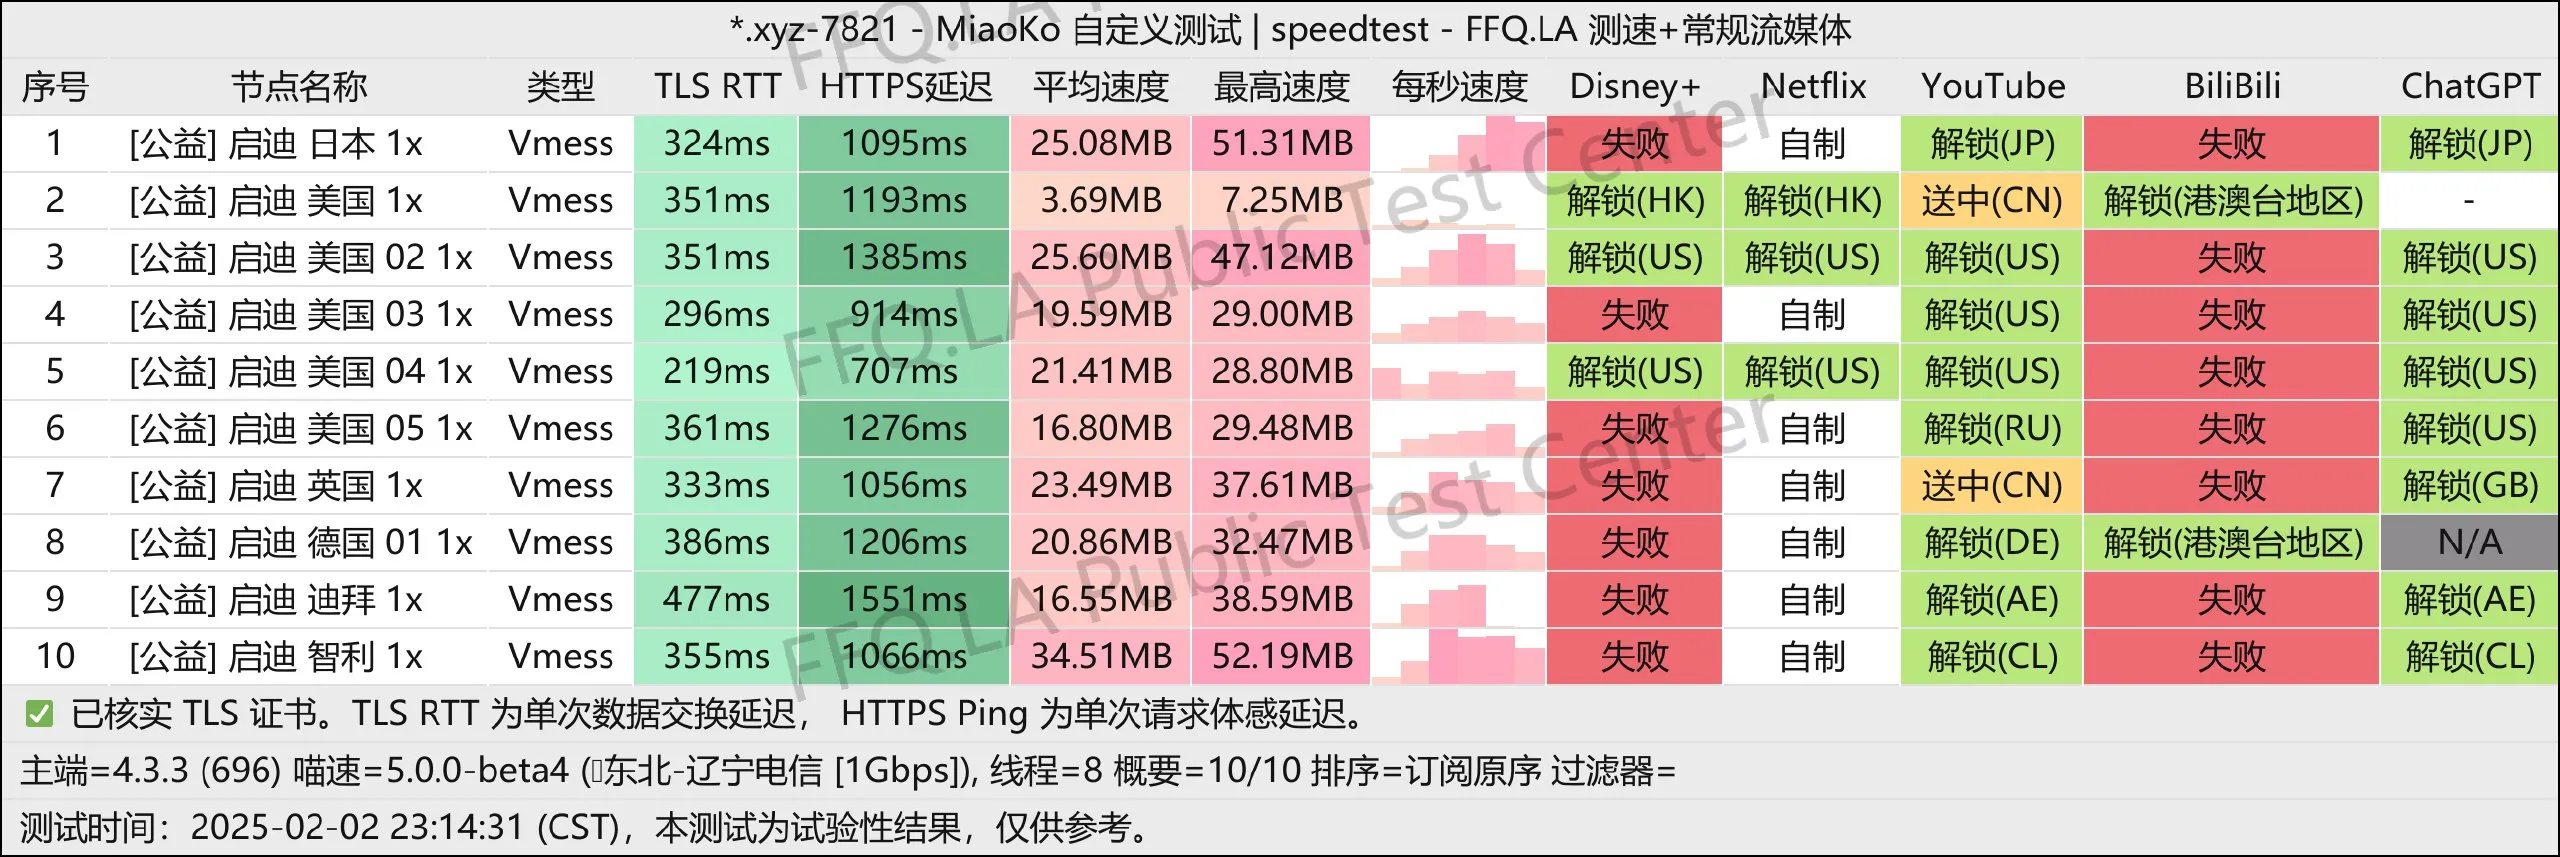 *.xyz-7821 - MiaoKo 自定义测试 | speedtest - FFQ.LA 测速+常规流媒体
序号 节点名称 类型 TLS RTT HTTPS延迟 平均速度 最高速度 每秒速度 Disney+ Netflix YouTube BiliBili ChatGPT
1 [公益] 启迪 日本 1x Vmess 324ms 1095ms 25.08MB 51.31MB 失败 自制 解锁(JP) 失败 解锁(JP)
2 [公益] 启迪 美国 1x Vmess 351ms 1193ms 3.69MB 7.25MB 解锁(HK) 解锁(HK) 送中(CN) 解锁(港澳台地区) -
3 [公益] 启迪 美国 02 1x Vmess 351ms 1385ms 25.60MB 47.12MB 解锁(US) 解锁(US) 解锁(US) 失败 解锁(US)
4 [公益] 启迪 美国 03 1x Vmess 296ms 914ms 19.59MB 29.00MB 失败 自制 解锁(US) 失败 解锁(US)
5 [公益] 启迪 美国 04 1x Vmess 219ms 707ms 21.41MB 28.80MB 解锁(US) 解锁(US) 解锁(US) 失败 解锁(US)
6 [公益] 启迪 美国 05 1x Vmess 361ms 1276ms 16.80MB 29.48MB 失败 自制 解锁(RU) 失败 解锁(US)
7 [公益] 启迪 英国 1x Vmess 333ms 1056ms 23.49MB 37.61MB 失败 自制 送中(CN) 失败 解锁(GB)
8 [公益] 启迪 德国 01 1x Vmess 386ms 1206ms 20.86MB 32.47MB 失败 自制 解锁(DE) 解锁(港澳台地区) N/A
9 [公益] 启迪 迪拜 1x Vmess 477ms 1551ms 16.55MB 38.59MB 失败 自制 解锁(AE) 失败 解锁(AE)
10 [公益] 启迪 智利 1x Vmess 355ms 1066ms 34.51MB 52.19MB 失败 自制 解锁(CL) 失败 解锁(CL)
✅ 已核实 TLS 证书。TLS RTT 为单次数据交换延迟， HTTPS Ping 为单次请求体感延迟。
主端=4.3.3 (696) 喵速=5.0.0-beta4 (东北-辽宁电信 [1Gbps]), 线程=8 概要=10/10 排序=订阅原序 过滤器=
测试时间：2025-02-02 23:14:31 (CST)，本测试为试验性结果，仅供参考。
FFQ.LA Public Test Center
FFQ.LA Public Test Center
FFQ.LA Public Test Center